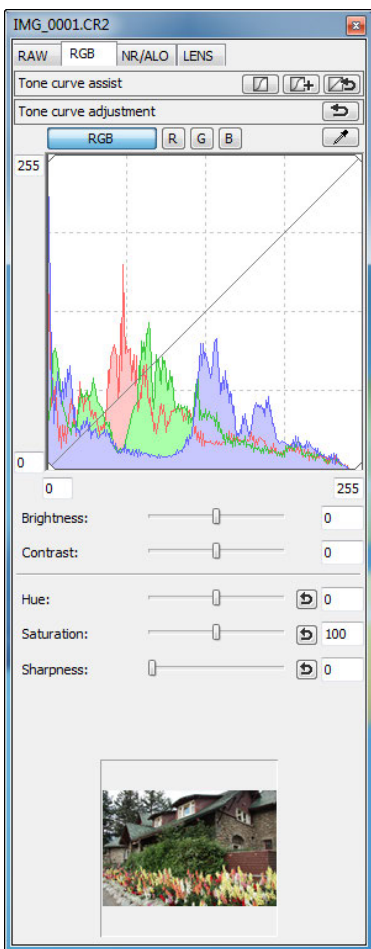 IMG_0001.CR2
RAW RGB NR/ALO LENS
Tone curve assist
Tone curve adjustment
RGB R G B
255
0
0 255
Brightness: 0
Contrast: 0
Hue: 0
Saturation: 100
Sharpness: 0